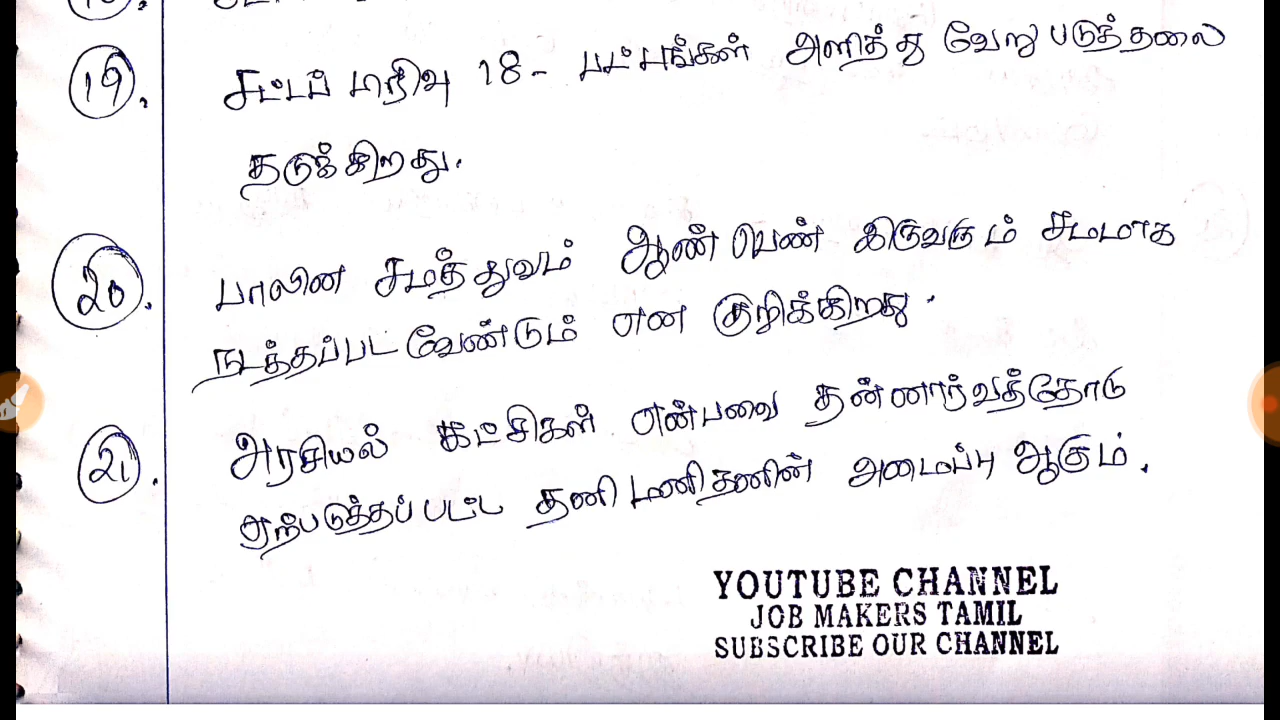 19. சட்டப் பிரிவு 18 - பட்டங்கள் அளித்து வேறுபடுத்தலை
தடுக்கிறது.
20. பாலின சமத்துவம் ஆண் பெண் இருவரும் சமமாக
நடத்தப்பட வேண்டும் என குறிக்கிறது.
21. அரசியல் கட்சிகள் என்பவை தன்னார்வத்தோடு
ஏற்படுத்தப்பட்ட தனிமனிதனின் அமைப்பு ஆகும்.
YOUTUBE CHANNEL
JOB MAKERS TAMIL
SUBSCRIBE OUR CHANNEL